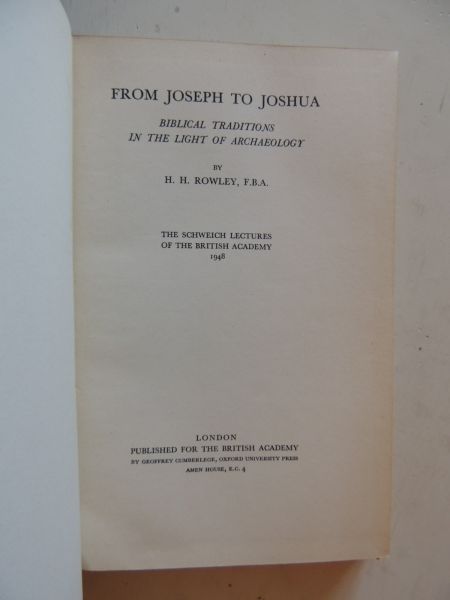 FROM JOSEPH TO JOSHUA
BIBLICAL TRADITIONS
IN THE LIGHT OF ARCHAEOLOGY
BY
H. H. ROWLEY, F.B.A.
THE SCHWEICH LECTURES
OF THE BRITISH ACADEMY
1948
LONDON
PUBLISHED FOR THE BRITISH ACADEMY
BY GEOFFREY CUMBERLEGE, OXFORD UNIVERSITY PRESS
AMEN HOUSE, E.C. 4